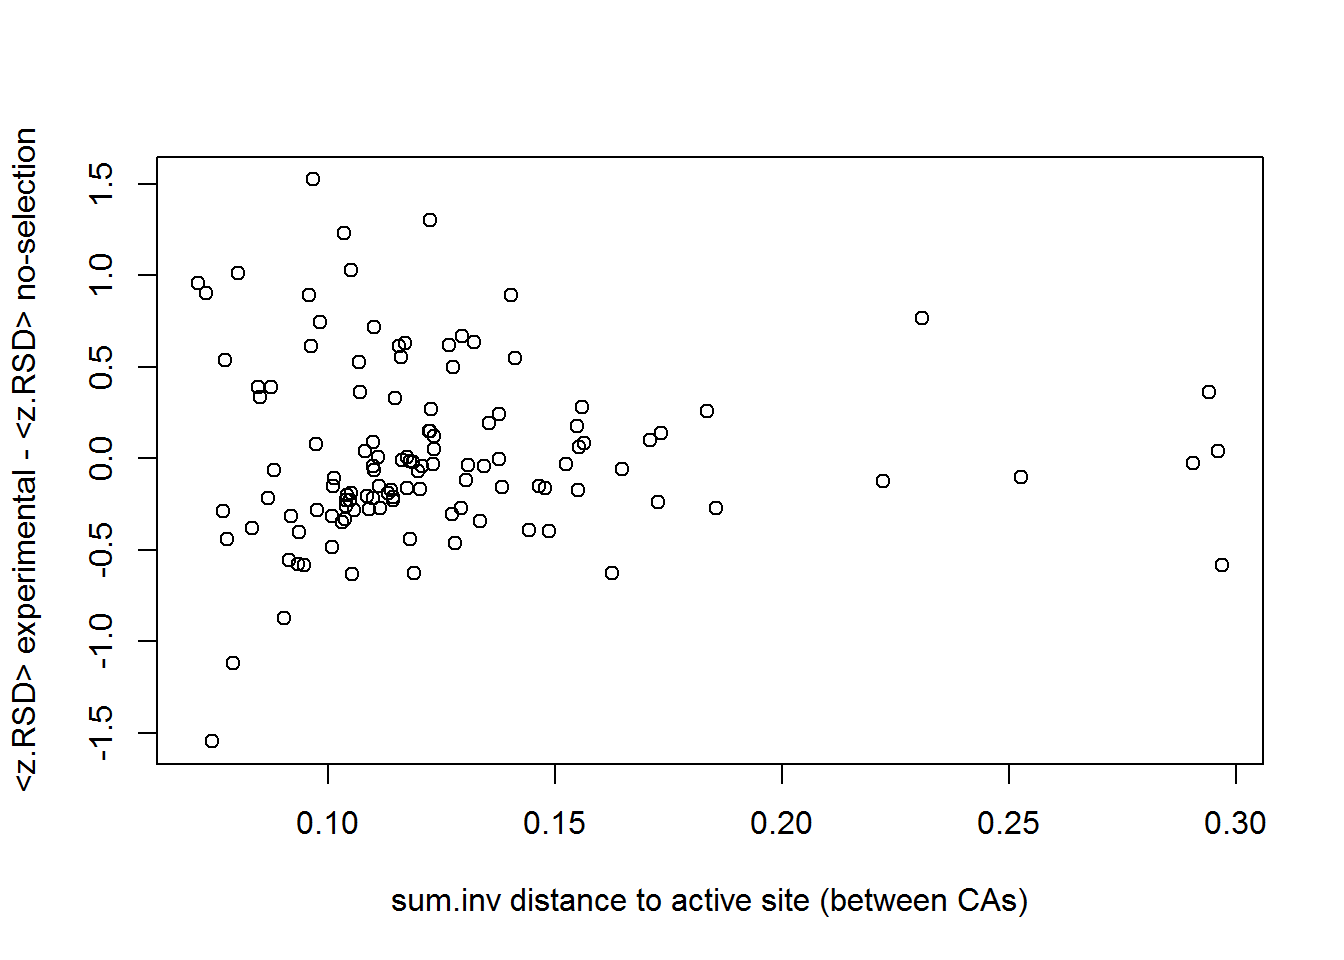 <z.RSD> experimental - <z.RSD> no-selection
1.5
1.0
0.5
0.0
-0.5
-1.0
-1.5
0.10 0.15 0.20 0.25 0.30
sum.inv distance to active site (between CAs)